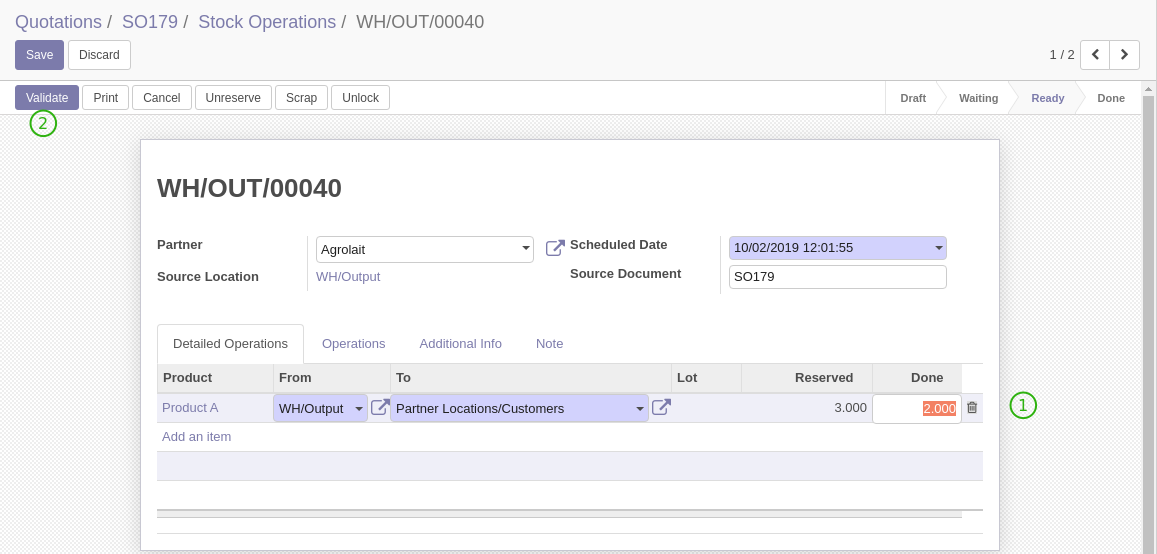 Quotations / SO179 / Stock Operations / WH/OUT/00040
Save Discard 1 / 2
Validate Print Cancel Unreserve Scrap Unlock Draft Waiting Ready Done
2
WH/OUT/00040
Partner Agrolait Scheduled Date 10/02/2019 12:01:55
Source Location WH/Output Source Document SO179
Detailed Operations Operations Additional Info Note
Product From To Lot Reserved Done
Product A WH/Output Partner Locations/Customers 3.000 2.000 1
Add an item